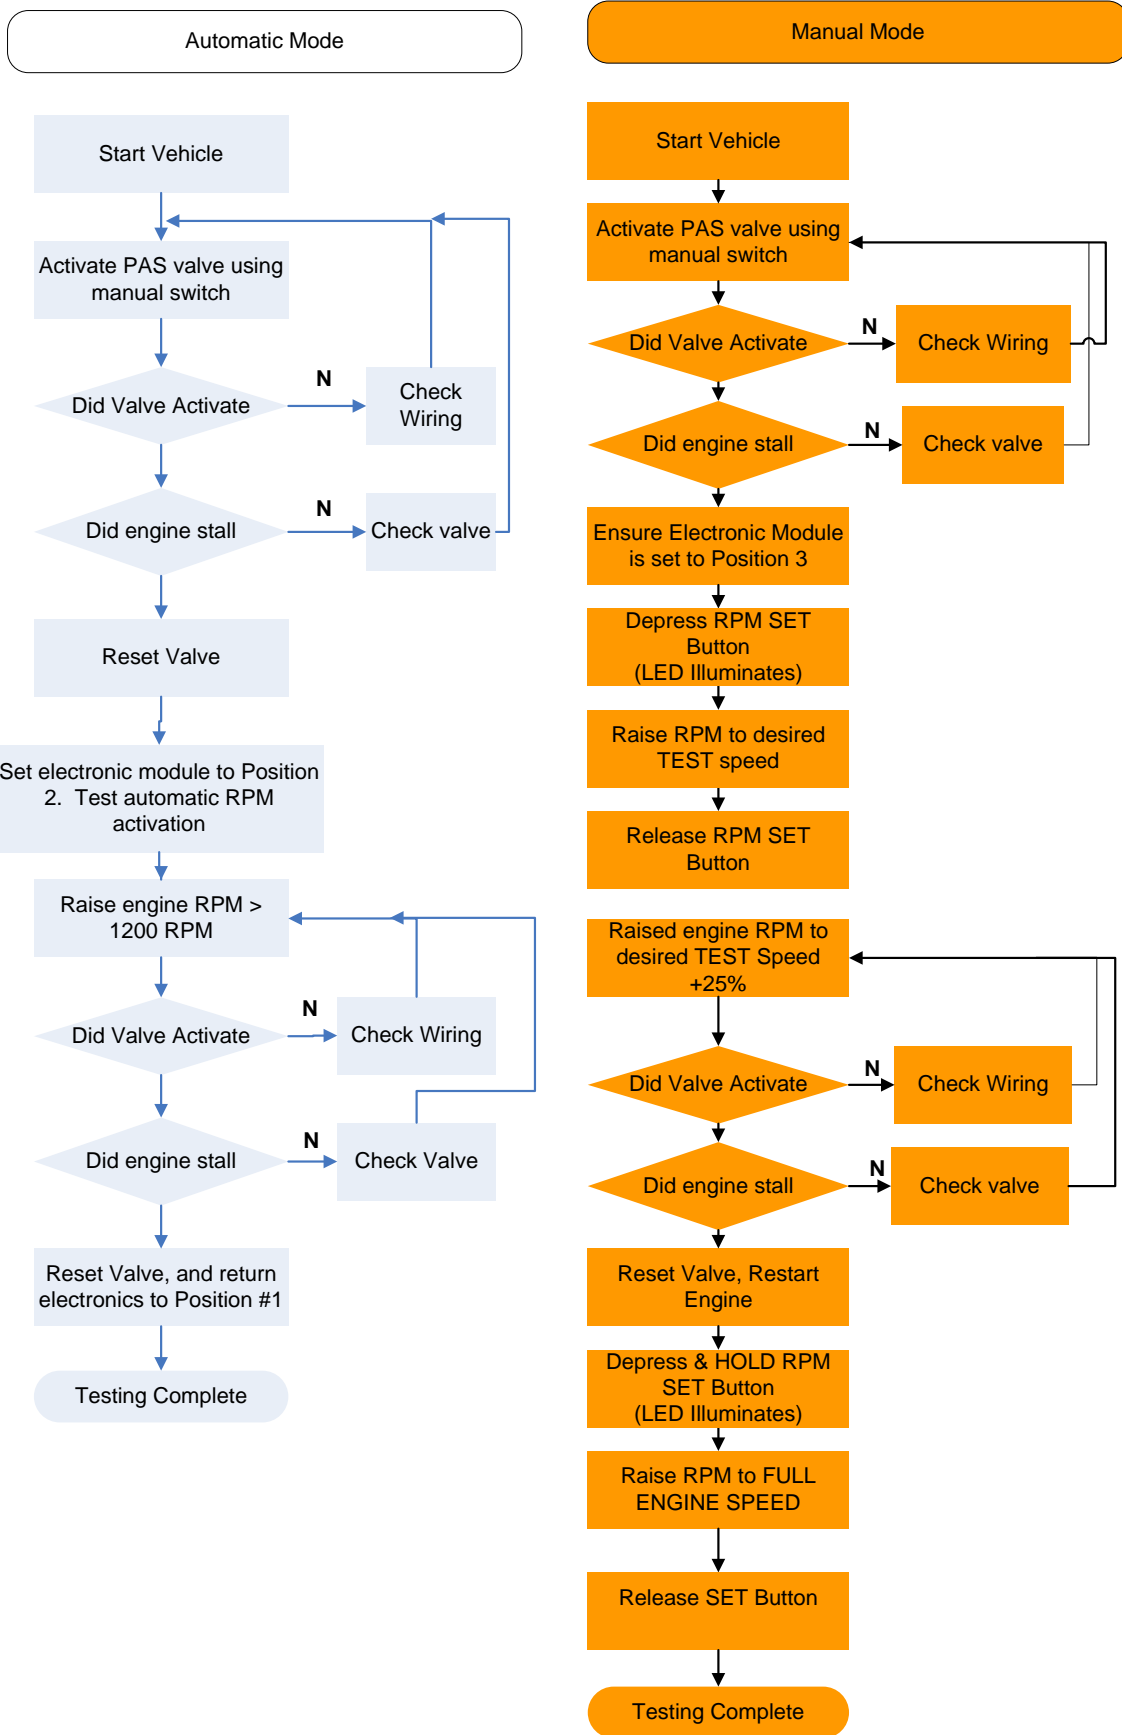 Automatic Mode
Start Vehicle
Activate PAS valve using
manual switch
Did Valve Activate
N
Check
Wiring
Did engine stall
N
Check valve
Reset Valve
Set electronic module to Position
2.  Test automatic RPM
activation
Raise engine RPM >
1200 RPM
Did Valve Activate
N
Check Wiring
Did engine stall
N
Check Valve
Reset Valve, and return
electronics to Position #1
Testing Complete
Manual Mode
Start Vehicle
Activate PAS valve using
manual switch
Did Valve Activate
N
Check Wiring
Did engine stall
N
Check valve
Ensure Electronic Module
is set to Position 3
Depress RPM SET
Button
(LED Illuminates)
Raise RPM to desired
TEST speed
Release RPM SET
Button
Raised engine RPM to
desired TEST Speed
+25%
Did Valve Activate
N
Check Wiring
Did engine stall
N
Check valve
Reset Valve, Restart
Engine
Depress & HOLD RPM
SET Button
(LED Illuminates)
Raise RPM to FULL
ENGINE SPEED
Release SET Button
Testing Complete